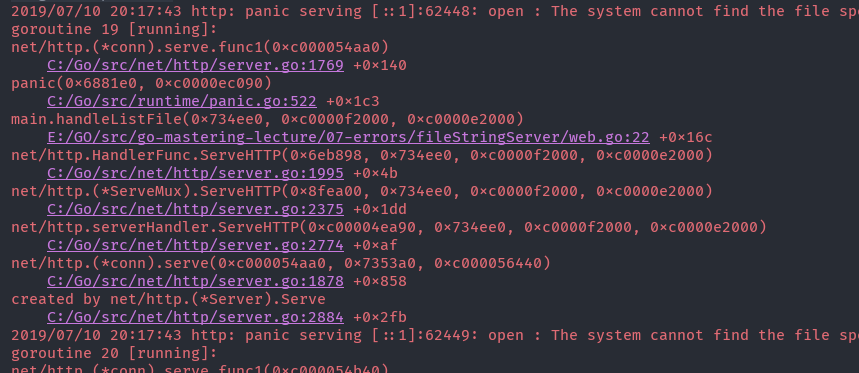 2019/07/10 20:17:43 http: panic serving [::1]:62448: open : The system cannot find the file spe
goroutine 19 [running]:
net/http.(*conn).serve.func1(0×c000054aa0)
C:/Go/src/net/http/server.go:1769 +0×140
panic(0×6881e0, 0×c0000ec090)
C:/Go/src/runtime/panic.go:522 +0×1c3
main.handleListFile(0×734ee0, 0×c0000f2000, 0×c0000e2000)
E:/GO/src/go-mastering-lecture/07-errors/fileStringServer/web.go:22 +0×16c
net/http.HandlerFunc.ServeHTTP(0×6eb898, 0×734ee0, 0×c0000f2000, 0×c0000e2000)
C:/Go/src/net/http/server.go:1995 +0×4b
net/http.(*ServeMux).ServeHTTP(0×8fea00, 0×734ee0, 0×c0000f2000, 0×c0000e2000)
C:/Go/src/net/http/server.go:2375 +0×1dd
net/http.serverHandler.ServeHTTP(0×c00004ea90, 0×734ee0, 0×c0000f2000, 0×c0000e2000)
C:/Go/src/net/http/server.go:2774 +0×af
net/http.(*conn).serve(0×c000054aa0, 0×7353a0, 0×c000056440)
C:/Go/src/net/http/server.go:1878 +0×858
created by net/http.(*Server).Serve
C:/Go/src/net/http/server.go:2884 +0×2fb
2019/07/10 20:17:43 http: panic serving [::1]:62449: open : The system cannot find the file spe
goroutine 20 [running]:
net/http.(*conn).serve.func1(0×c000054b40)